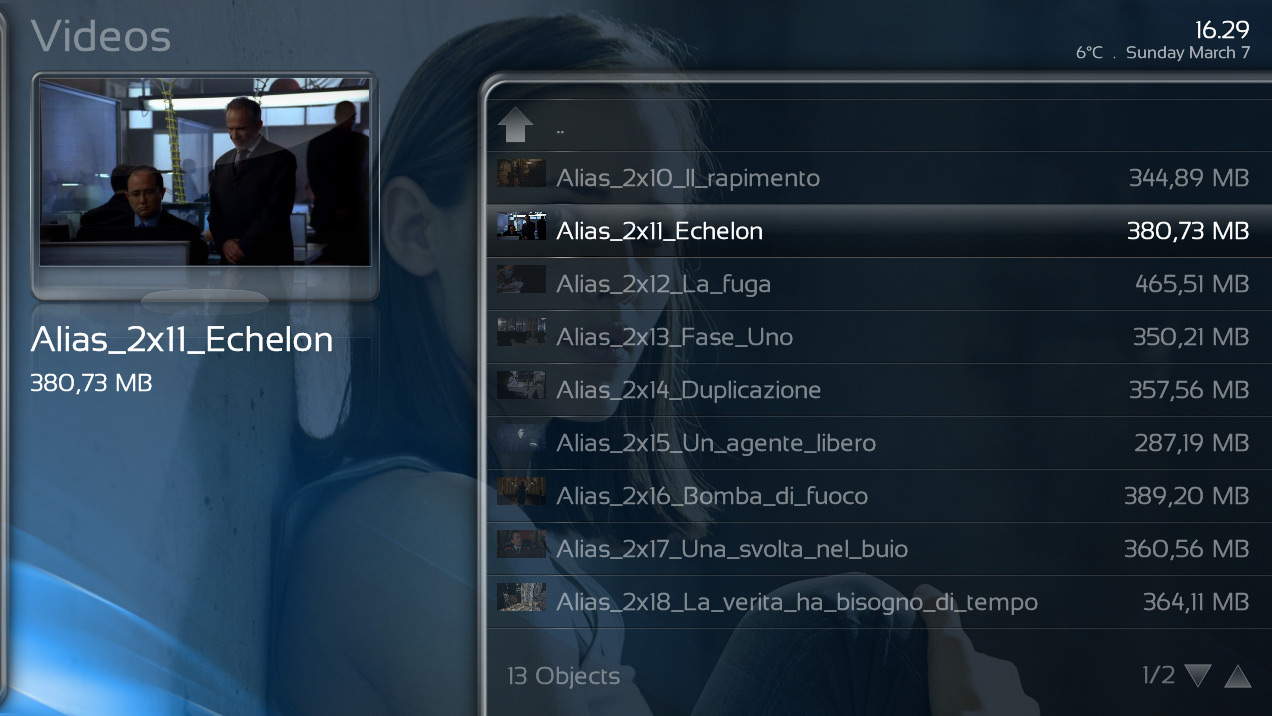 Videos
16.29
6°C . Sunday March 7
Alias_2x11_Echelon
380,73 MB
..
Alias_2x10_Il_rapimento 344,89 MB
Alias_2x11_Echelon 380,73 MB
Alias_2x12_La_fuga 465,51 MB
Alias_2x13_Fase_Uno 350,21 MB
Alias_2x14_Duplicazione 357,56 MB
Alias_2x15_Un_agente_libero 287,19 MB
Alias_2x16_Bomba_di_fuoco 389,20 MB
Alias_2x17_Una_svolta_nel_buio 360,56 MB
Alias_2x18_La_verita_ha_bisogno_di_tempo 364,11 MB
13 Objects 1/2